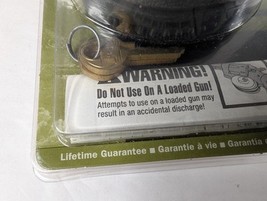 WARNING!
Do Not Use On A Loaded Gun!
Attempts to use on a loaded gun may
result in an accidental discharge!
Lifetime Guarantee ■ Garantie à vie ■ Garantia